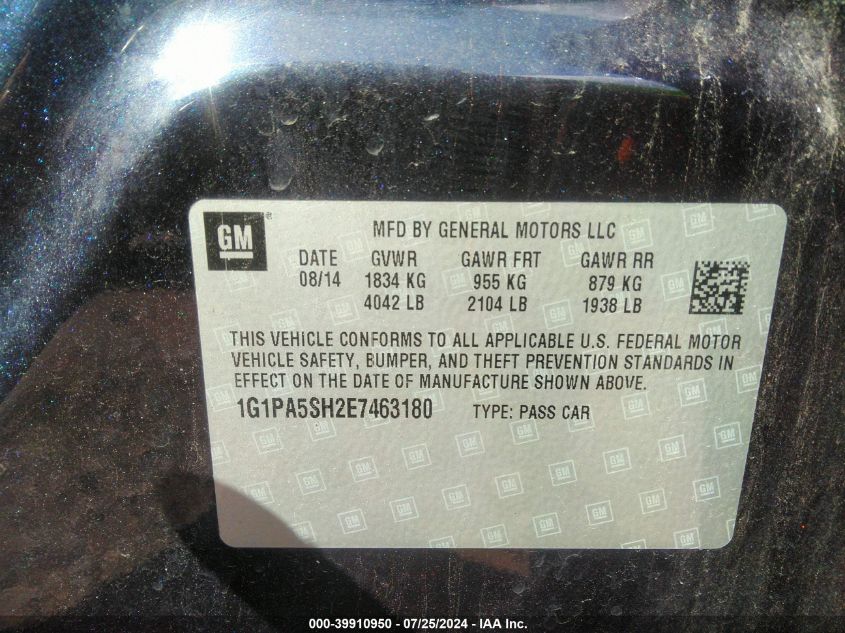 GM ®
MFD BY GENERAL MOTORS LLC
DATE GVWR GAWR FRT GAWR RR
08/14 1834 KG 955 KG 879 KG
4042 LB 2104 LB 1938 LB
THIS VEHICLE CONFORMS TO ALL APPLICABLE U.S. FEDERAL MOTOR
VEHICLE SAFETY, BUMPER, AND THEFT PREVENTION STANDARDS IN
EFFECT ON THE DATE OF MANUFACTURE SHOWN ABOVE.
1G1PA5SH2E7463180 TYPE: PASS CAR
000-39910950 - 07/25/2024 - IAA Inc.